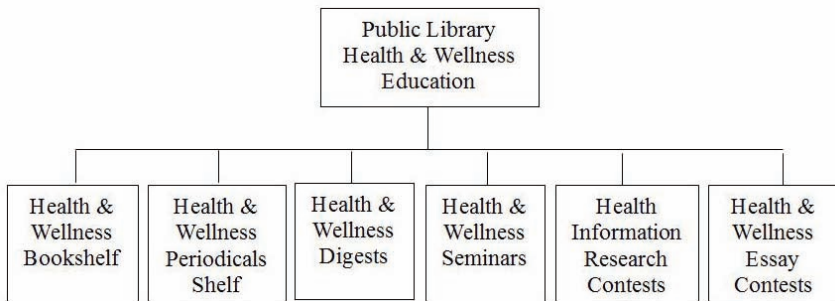 Public Library
Health & Wellness
Education
Health &
Wellness
Bookshelf
Health &
Wellness
Periodicals
Shelf
Health &
Wellness
Digests
Health &
Wellness
Seminars
Health
Information
Research
Contests
Health &
Wellness
Essay
Contests